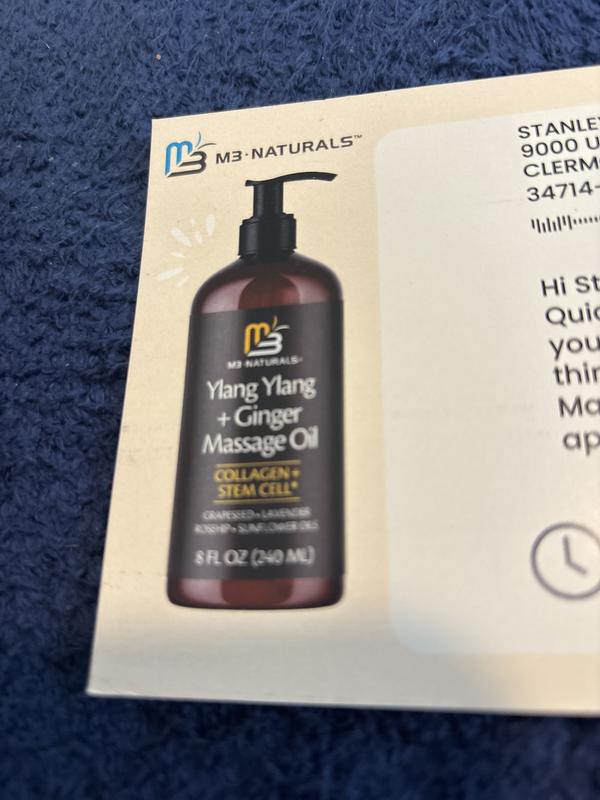 M3·NATURALS™
M3·NATURALS
Ylang Ylang
+ Ginger
Massage Oil
COLLAGEN+
STEM CELL*
GRAPESEED • LAVENDER
ROSEHIP • SUNFLOWER OILS
8 FL OZ (240 ML)
STANLEY
9000 U
CLERM
34714-
Hi St
Quic
you
thin
Ma
ap